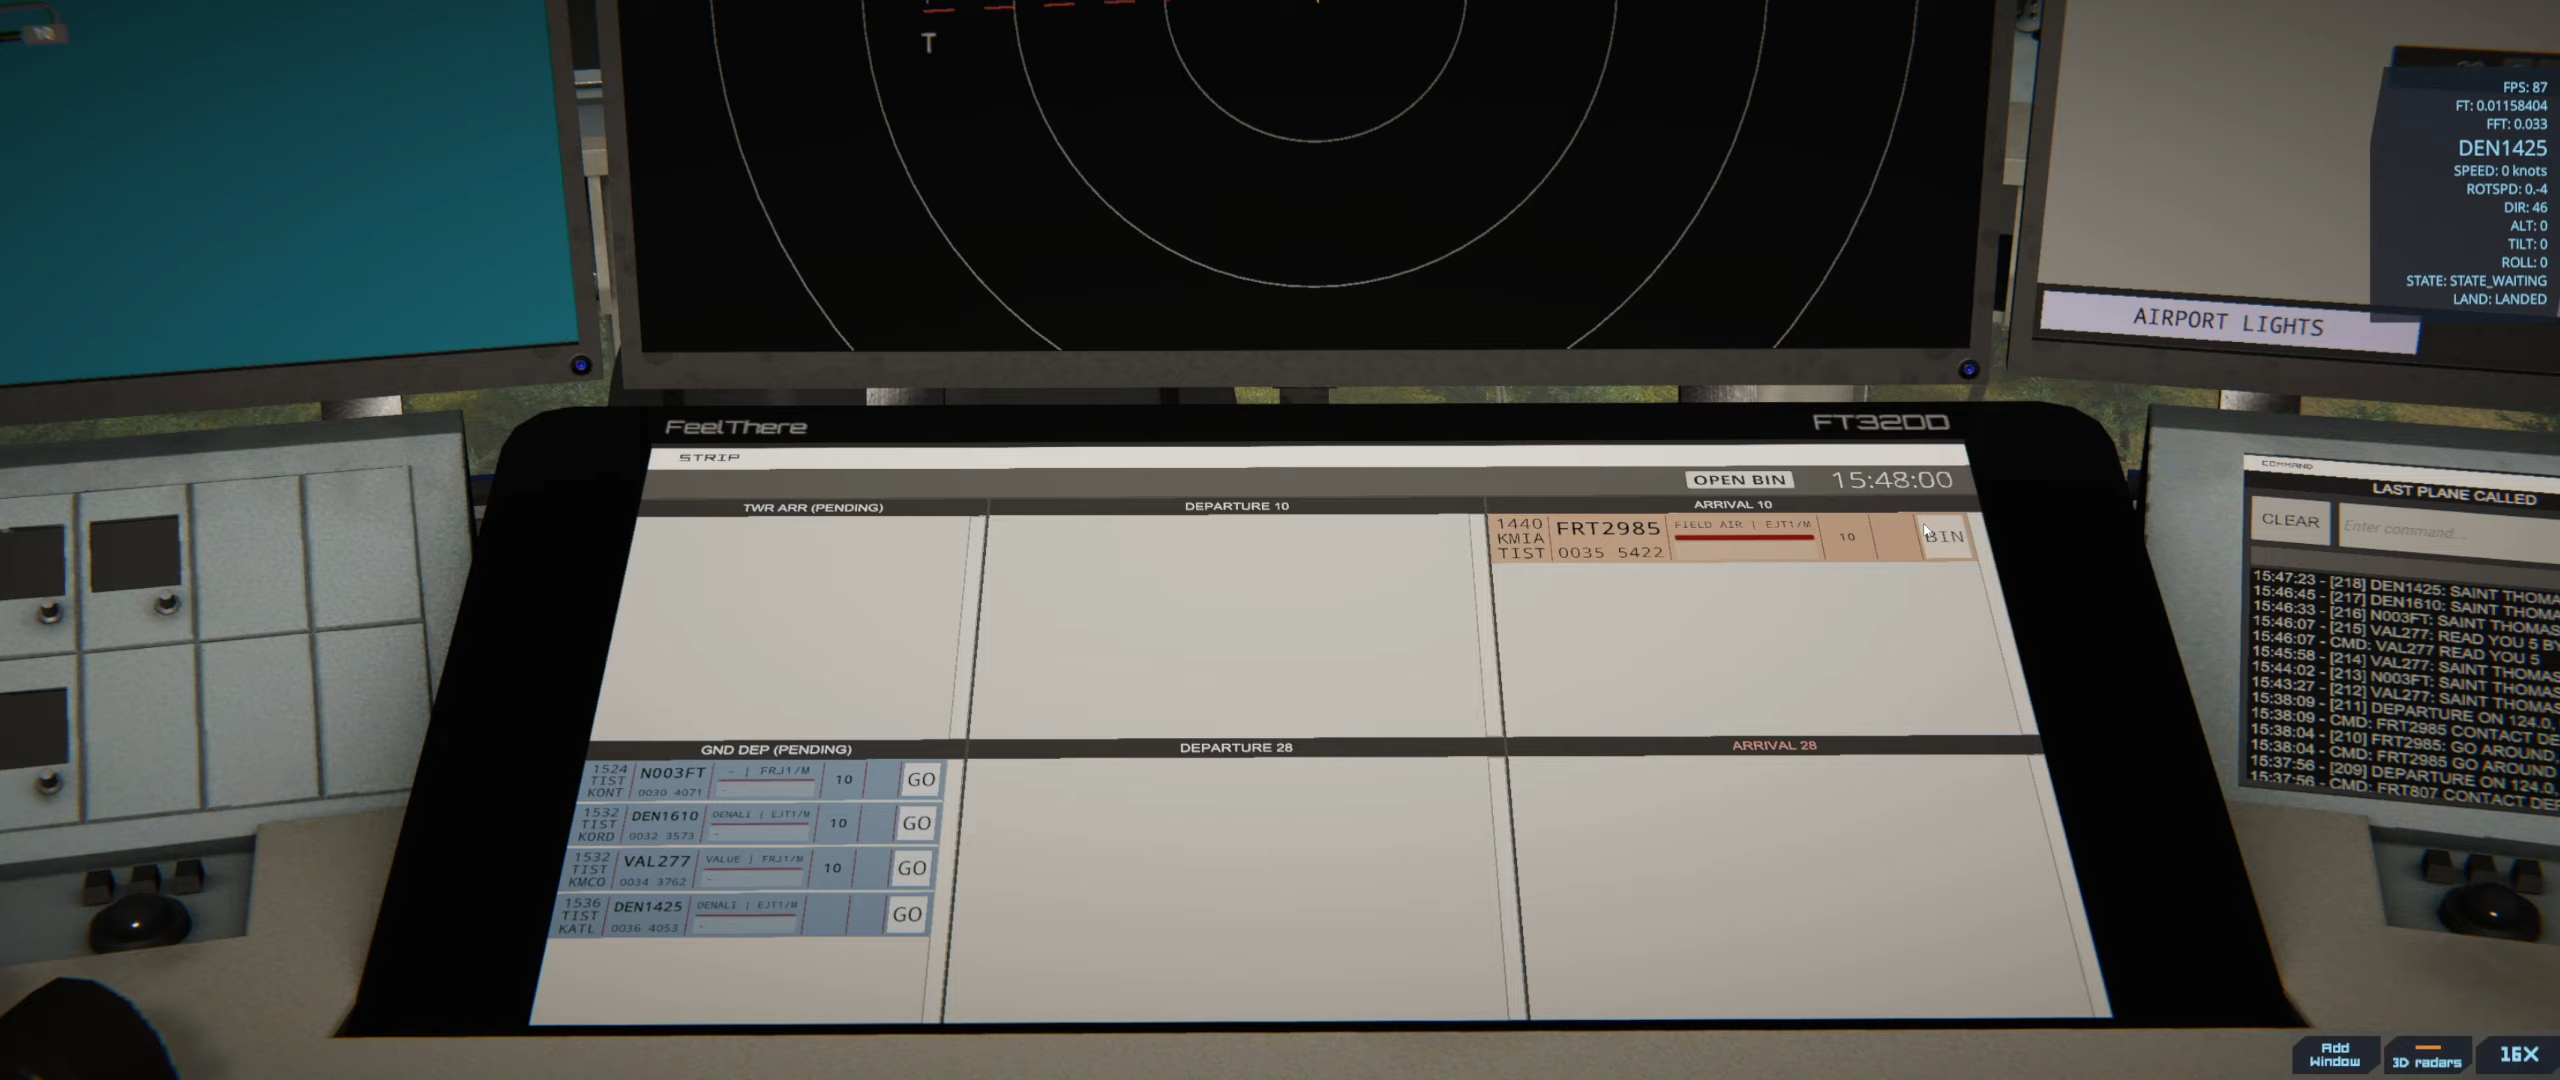 10
T
FPS: 87
FT: 0.01158404
FFT: 0.033
DEN1425
SPEED: 0 knots
ROTSPD: 0.-4
DIR: 46
ALT: 0
TILT: 0
ROLL: 0
STATE: STATE_WAITING
LAND: LANDED
AIRPORT LIGHTS
FeelThere
FT32DD
STRIP
OPEN BIN
15:48:00
TWR ARR (PENDING)
DEPARTURE 10
ARRIVAL 10
1440
KMIA
TIST
FRT2985
0035 5422
FIELD AIR | EJT1/M
10
BIN
GND DEP (PENDING)
DEPARTURE 28
ARRIVAL 28
1524
TIST
KONT
N003FT
0030 4071
- | FRJ1/M
-
10
GO
1532
TIST
KORD
DEN1610
0032 3573
DENALI | EJT1/M
-
10
GO
1532
TIST
KMCO
VAL277
0034 3762
VALUE | FRJ1/M
-
10
GO
1536
TIST
KATL
DEN1425
0036 4053
DENALI | EJT1/M
-
GO
COMMAND
LAST PLANE CALLED
CLEAR
Enter command...
15:47:23 - [218] DEN1425: SAINT THOMA
15:46:45 - [217] DEN1610: SAINT THOMA
15:46:33 - [216] N003FT: SAINT THOMAS
15:46:07 - [215] VAL277: READ YOU 5 BY
15:46:07 - CMD: VAL277 READ YOU 5
15:45:58 - [214] VAL277: SAINT THOMAS
15:44:02 - [213] N003FT: SAINT THOMAS
15:43:27 - [212] VAL277: SAINT THOMAS
15:38:09 - [211] DEPARTURE ON 124.0,
15:38:09 - CMD: FRT2985 CONTACT DE
15:38:04 - [210] FRT2985: GO AROUND,
15:38:04 - CMD: FRT2985 GO AROUND
15:37:56 - [209] DEPARTURE ON 124.0,
15:37:56 - CMD: FRT807 CONTACT DEP
Add
Window
3D radars
16X